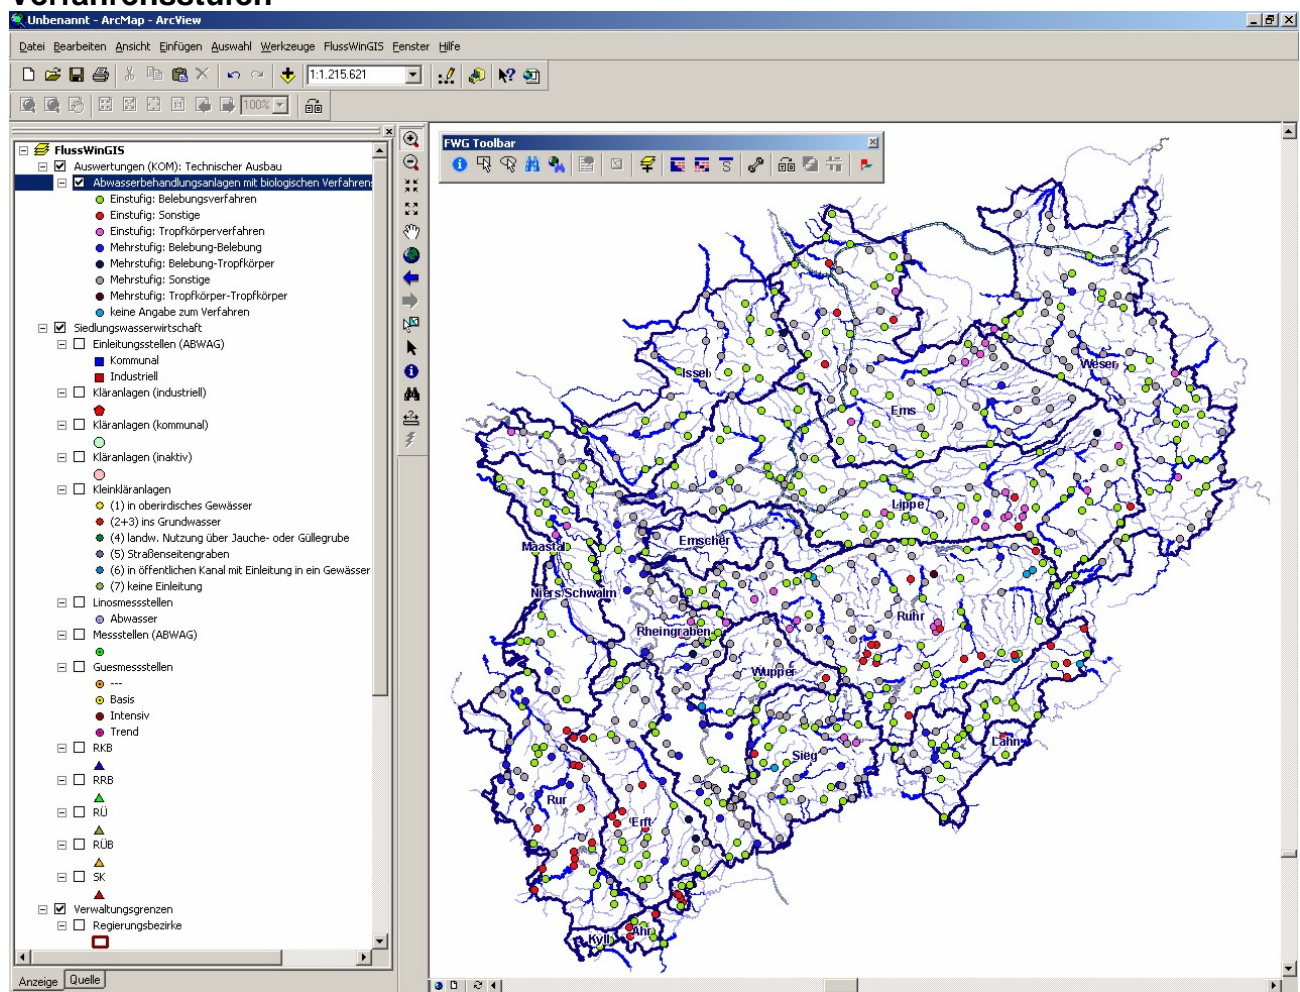 Verfahrensstufen
Unbenannt - ArcMap - ArcView
Datei Bearbeiten Ansicht Einfügen Auswahl Werkzeuge FlussWinGIS Fenster Hilfe
1:1.215.621
100%
FlussWinGIS
Auswertungen (KOM): Technischer Ausbau
Abwasserbehandlungsanlagen mit biologischen Verfahrens
Einstufig: Belebungsverfahren
Einstufig: Sonstige
Einstufig: Tropfkörperverfahren
Mehrstufig: Belebung-Belebung
Mehrstufig: Belebung-Tropfkörper
Mehrstufig: Sonstige
Mehrstufig: Tropfkörper-Tropfkörper
keine Angabe zum Verfahren
Siedlungswasserwirtschaft
Einleitungsstellen (ABWAG)
Kommunal
Industriell
Kläranlagen (industriell)
Kläranlagen (kommunal)
Kläranlagen (inaktiv)
Kleinkläranlagen
(1) in oberirdisches Gewässer
(2+3) ins Grundwasser
(4) landw. Nutzung über Jauche- oder Güllegrube
(5) Straßenseitengraben
(6) in öffentlichen Kanal mit Einleitung in ein Gewässer
(7) keine Einleitung
Linosmessstellen
Abwasser
Messstellen (ABWAG)
Guesmessstellen
---
Basis
Intensiv
Trend
RKB
RRB
RÜ
RÜB
SK
Verwaltungsgrenzen
Regierungsbezirke
Anzeige Quelle
FWG Toolbar
Issel
Weser
Ems
Lippe
Emscher
Maastal
Niers/Schwalm
Ruhr
Rheingraben
Wupper
Lahn
Sieg
Rur
Erft
Ahr
Kyll